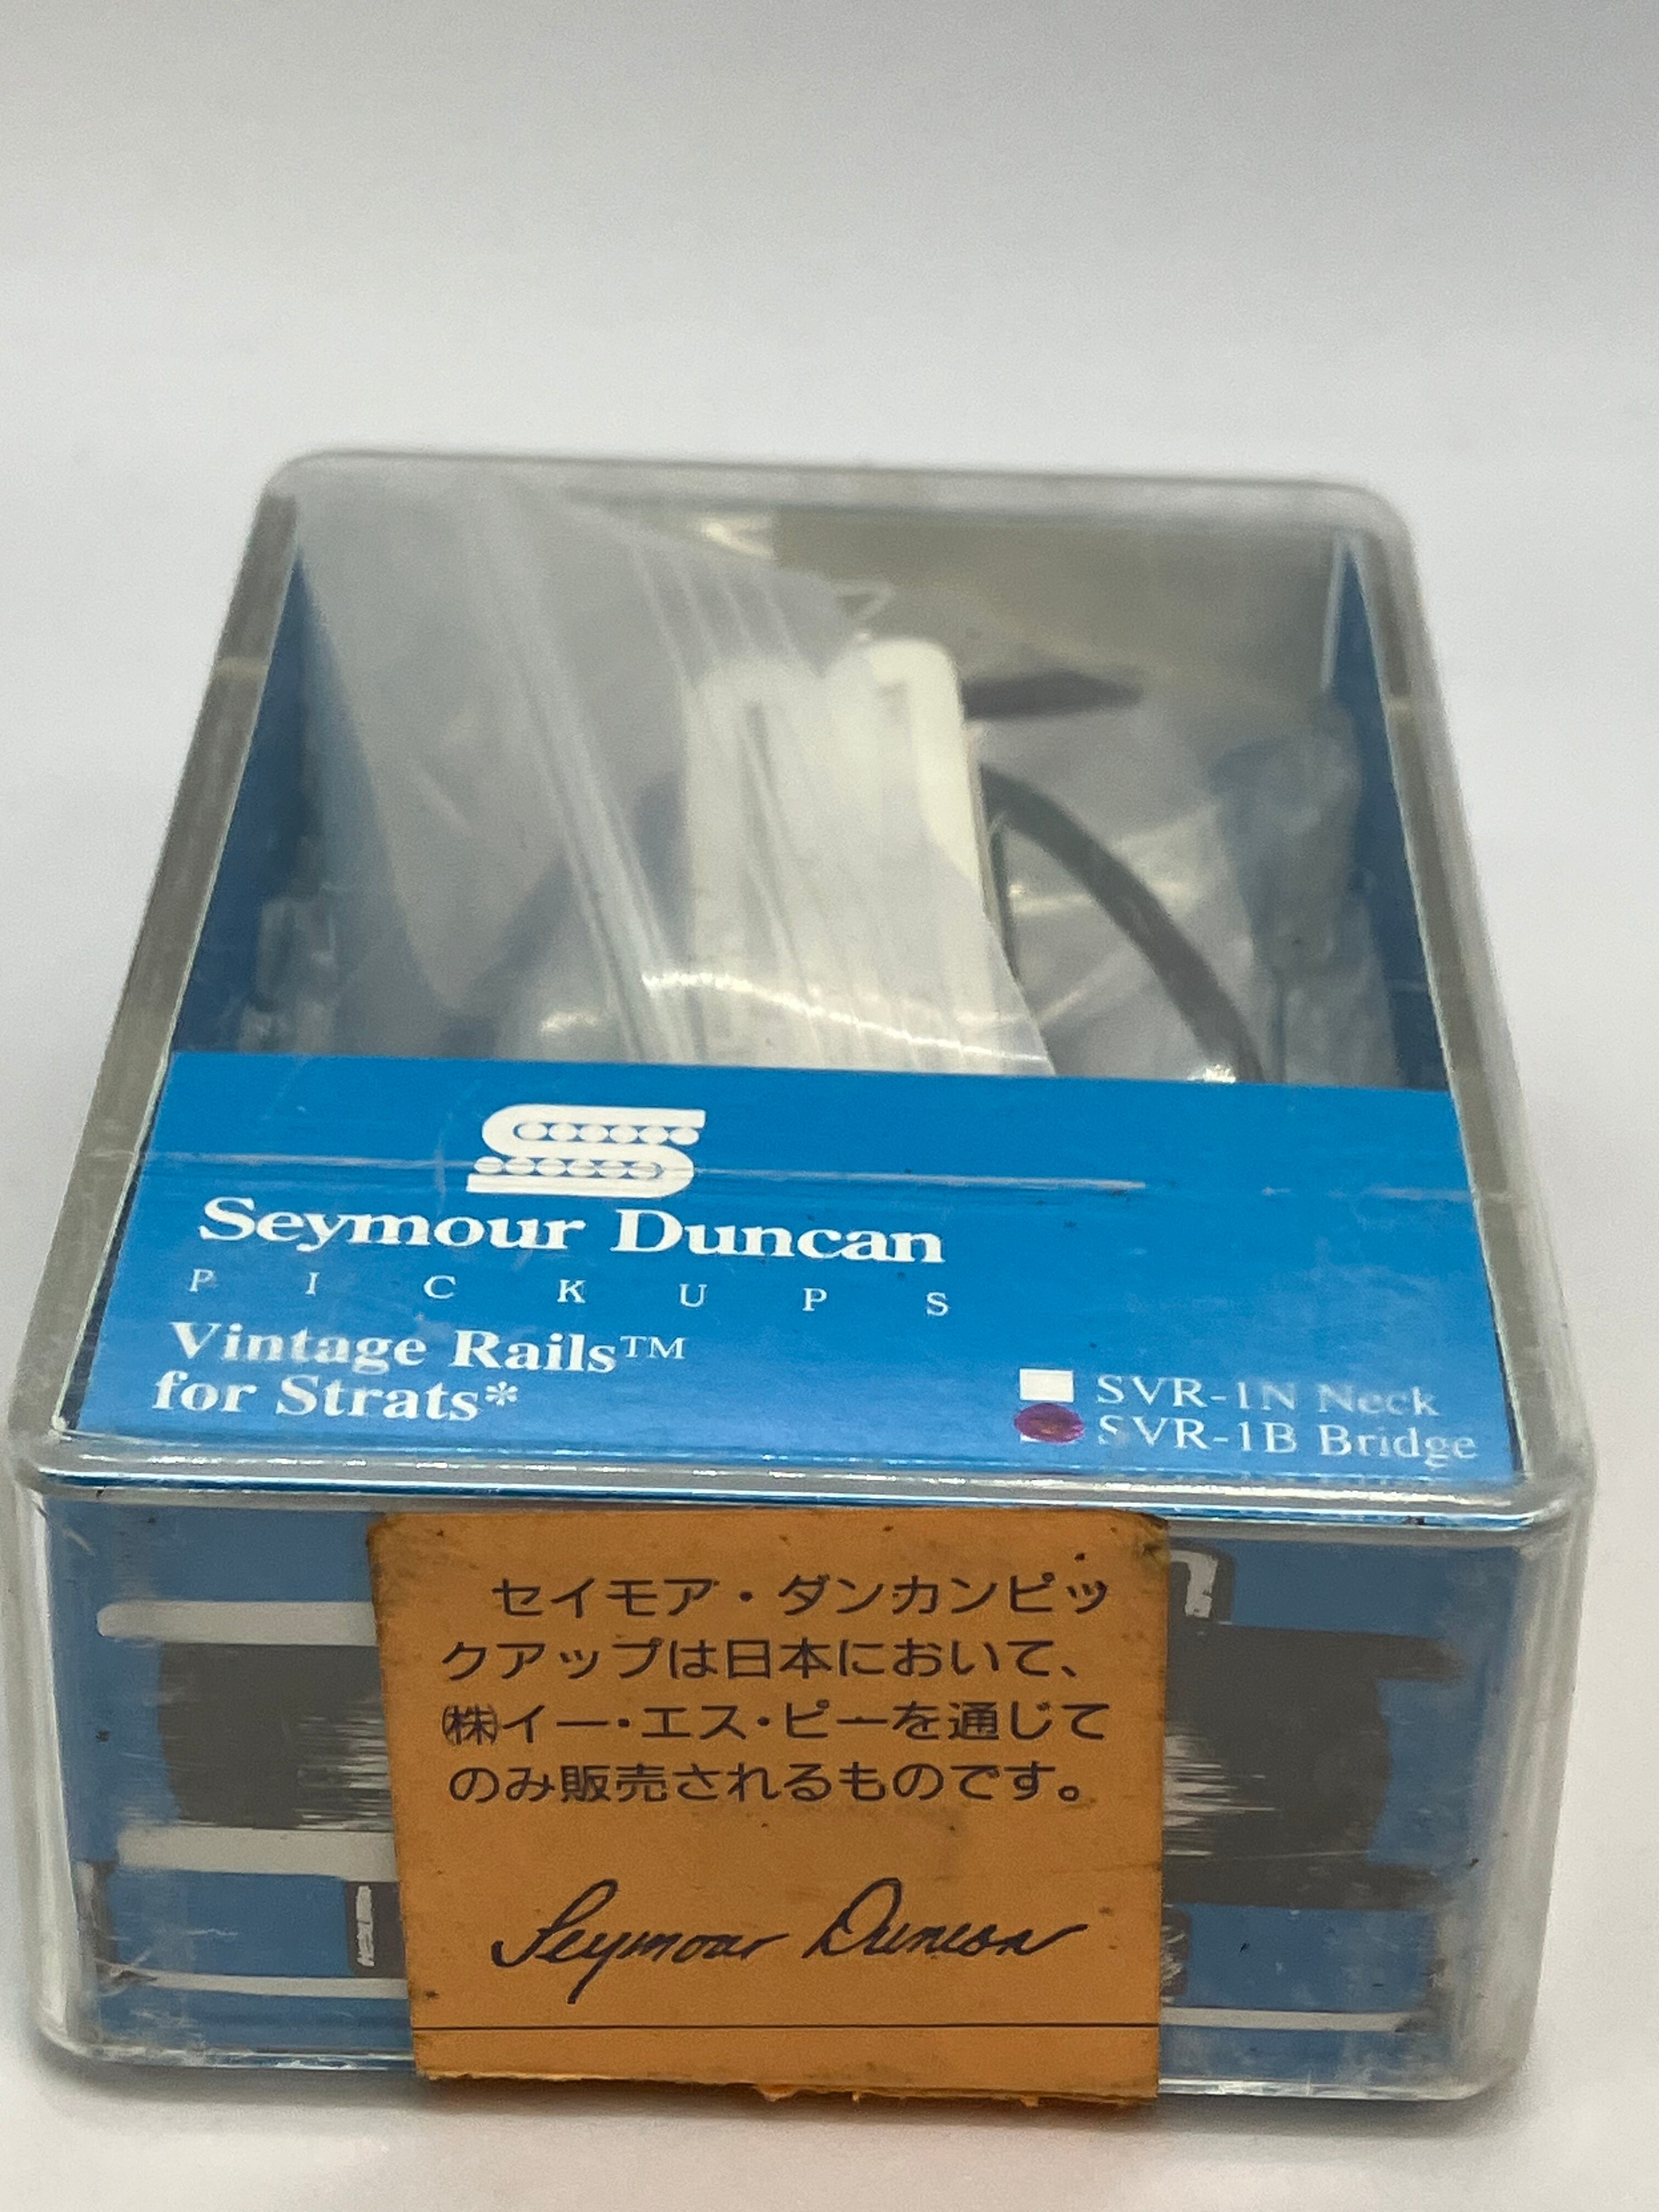 Seymour Duncan
PICKUPS
Vintage Rails™
for Strats*
SVR-1N Neck
SVR-1B Bridge
セイモア・ダンカンピッ
クアップは日本において、
㈱イー・エス・ピーを通じて
のみ販売されるものです。
Seymour Duncan